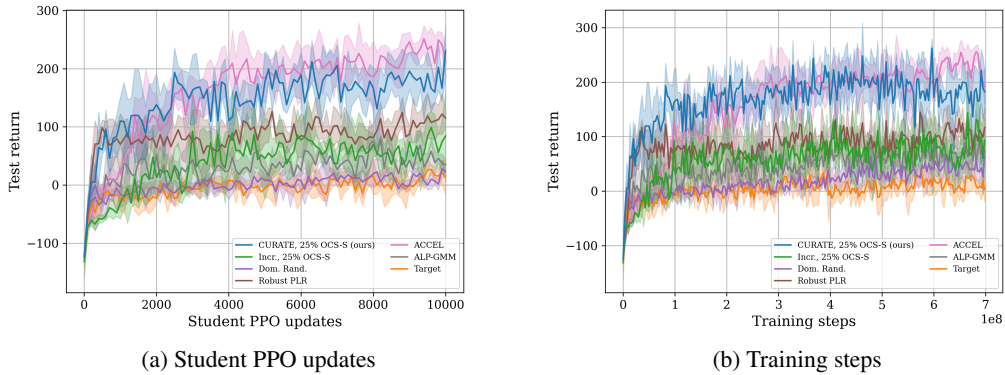 300
200
100
0
−100
Test return
0 2000 4000 6000 8000 10000
Student PPO updates
CURATE, 25% OCS-S (ours)
Incr., 25% OCS-S
Dom. Rand.
Robust PLR
ACCEL
ALP-GMM
Target
(a) Student PPO updates
300
200
100
0
−100
Test return
0 1 2 3 4 5 6 7
1e8
Training steps
CURATE, 25% OCS-S (ours)
Incr., 25% OCS-S
Dom. Rand.
Robust PLR
ACCEL
ALP-GMM
Target
(b) Training steps